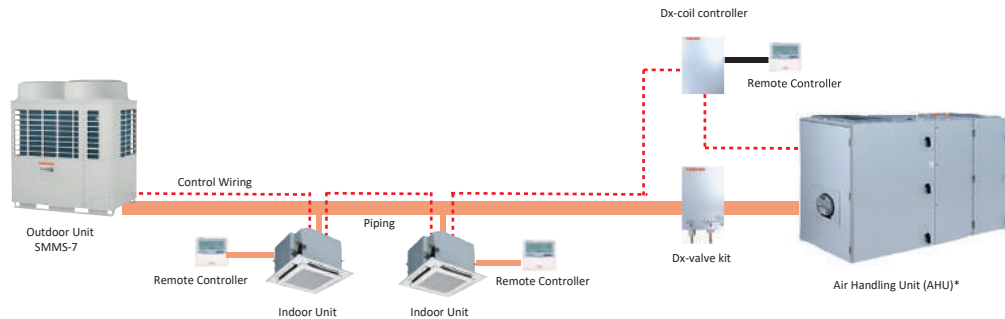 Dx-coil controller
Remote Controller
Control Wiring
Piping
Outdoor Unit
SMMS-7
Remote Controller
Remote Controller
Dx-valve kit
Indoor Unit
Indoor Unit
Air Handling Unit (AHU)*